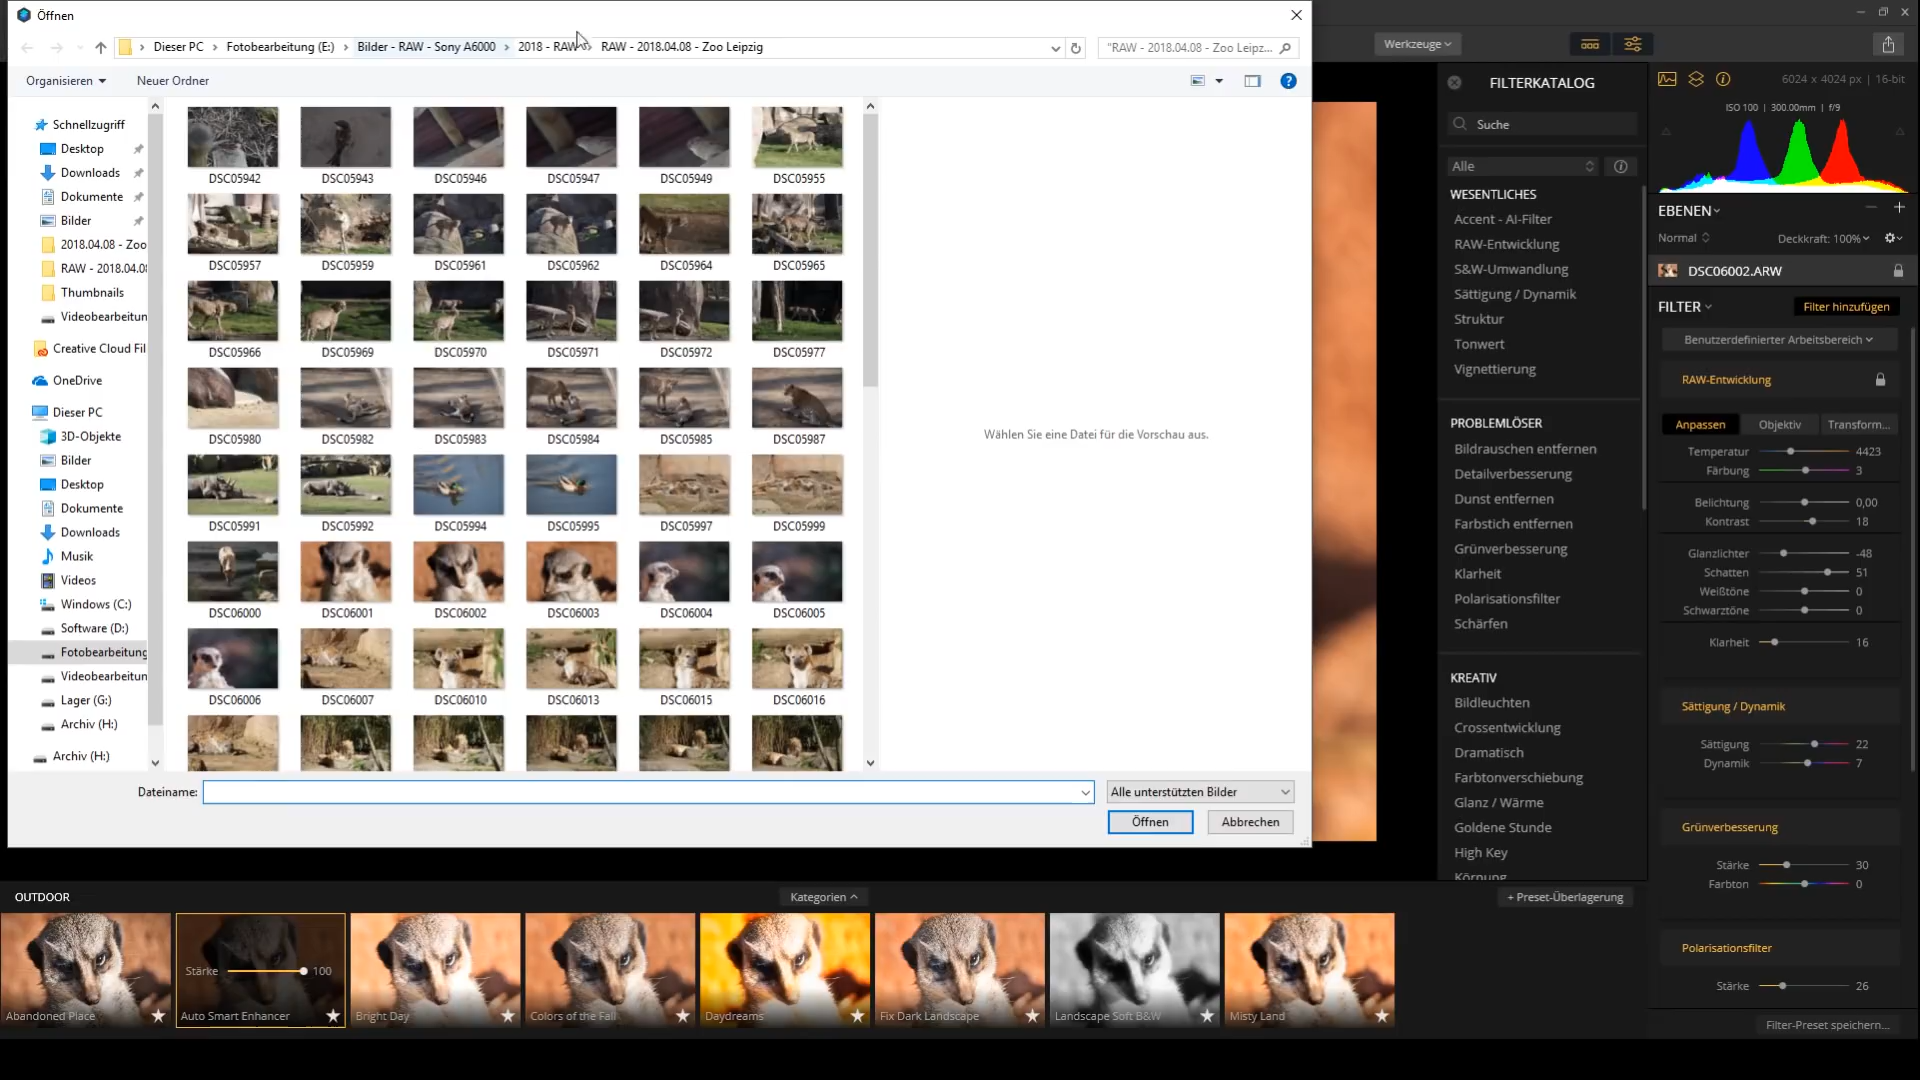 Öffnen
Dieser PC › Fotobearbeitung (E:) › Bilder - RAW - Sony A6000 › 2018 - RAW › RAW - 2018.04.08 - Zoo Leipzig
"RAW - 2018.04.08 - Zoo Leipz...
Organisieren
Neuer Ordner
Schnellzugriff
Desktop
Downloads
Dokumente
Bilder
2018.04.08 - Zoo
RAW - 2018.04.08
Thumbnails
Videobearbeitun
Creative Cloud Fil
OneDrive
Dieser PC
3D-Objekte
Bilder
Desktop
Dokumente
Downloads
Musik
Videos
Windows (C:)
Software (D:)
Fotobearbeitung
Videobearbeitun
Lager (G:)
Archiv (H:)
Archiv (H:)
DSC05942 DSC05943 DSC05946 DSC05947 DSC05949 DSC05955
DSC05957 DSC05959 DSC05961 DSC05962 DSC05964 DSC05965
DSC05966 DSC05969 DSC05970 DSC05971 DSC05972 DSC05977
DSC05980 DSC05982 DSC05983 DSC05984 DSC05985 DSC05987
DSC05991 DSC05992 DSC05994 DSC05995 DSC05997 DSC05999
DSC06000 DSC06001 DSC06002 DSC06003 DSC06004 DSC06005
DSC06006 DSC06007 DSC06010 DSC06013 DSC06015 DSC06016
Wählen Sie eine Datei für die Vorschau aus.
Dateiname:
Alle unterstützten Bilder
Öffnen
Abbrechen
Werkzeuge
FILTERKATALOG
Suche
Alle
WESENTLICHES
Accent - AI-Filter
RAW-Entwicklung
S&W-Umwandlung
Sättigung / Dynamik
Struktur
Tonwert
Vignettierung
PROBLEMLÖSER
Bildrauschen entfernen
Detailverbesserung
Dunst entfernen
Farbstich entfernen
Grünverbesserung
Klarheit
Polarisationsfilter
Schärfen
KREATIV
Bildleuchten
Crossentwicklung
Dramatisch
Farbtonverschiebung
Glanz / Wärme
Goldene Stunde
High Key
Körnung
6024 x 4024 px | 16-bit
ISO 100 | 300.00mm | f/9
EBENEN
Normal
Deckkraft: 100%
DSC06002.ARW
FILTER
Filter hinzufügen
Benutzerdefinierter Arbeitsbereich
RAW-Entwicklung
Anpassen Objektiv Transform...
Temperatur 4423
Färbung 3
Belichtung 0,00
Kontrast 18
Glanzlichter -48
Schatten 51
Weißtöne 0
Schwarztöne 0
Klarheit 16
Sättigung / Dynamik
Sättigung 22
Dynamik 7
Grünverbesserung
Stärke 30
Farbton 0
Polarisationsfilter
Stärke 26
Filter-Preset speichern...
OUTDOOR
Kategorien
+ Preset-Überlagerung
Stärke 100
Abandoned Place
Auto Smart Enhancer
Bright Day
Colors of the Fall
Daydreams
Fix Dark Landscape
Landscape Soft B&W
Misty Land